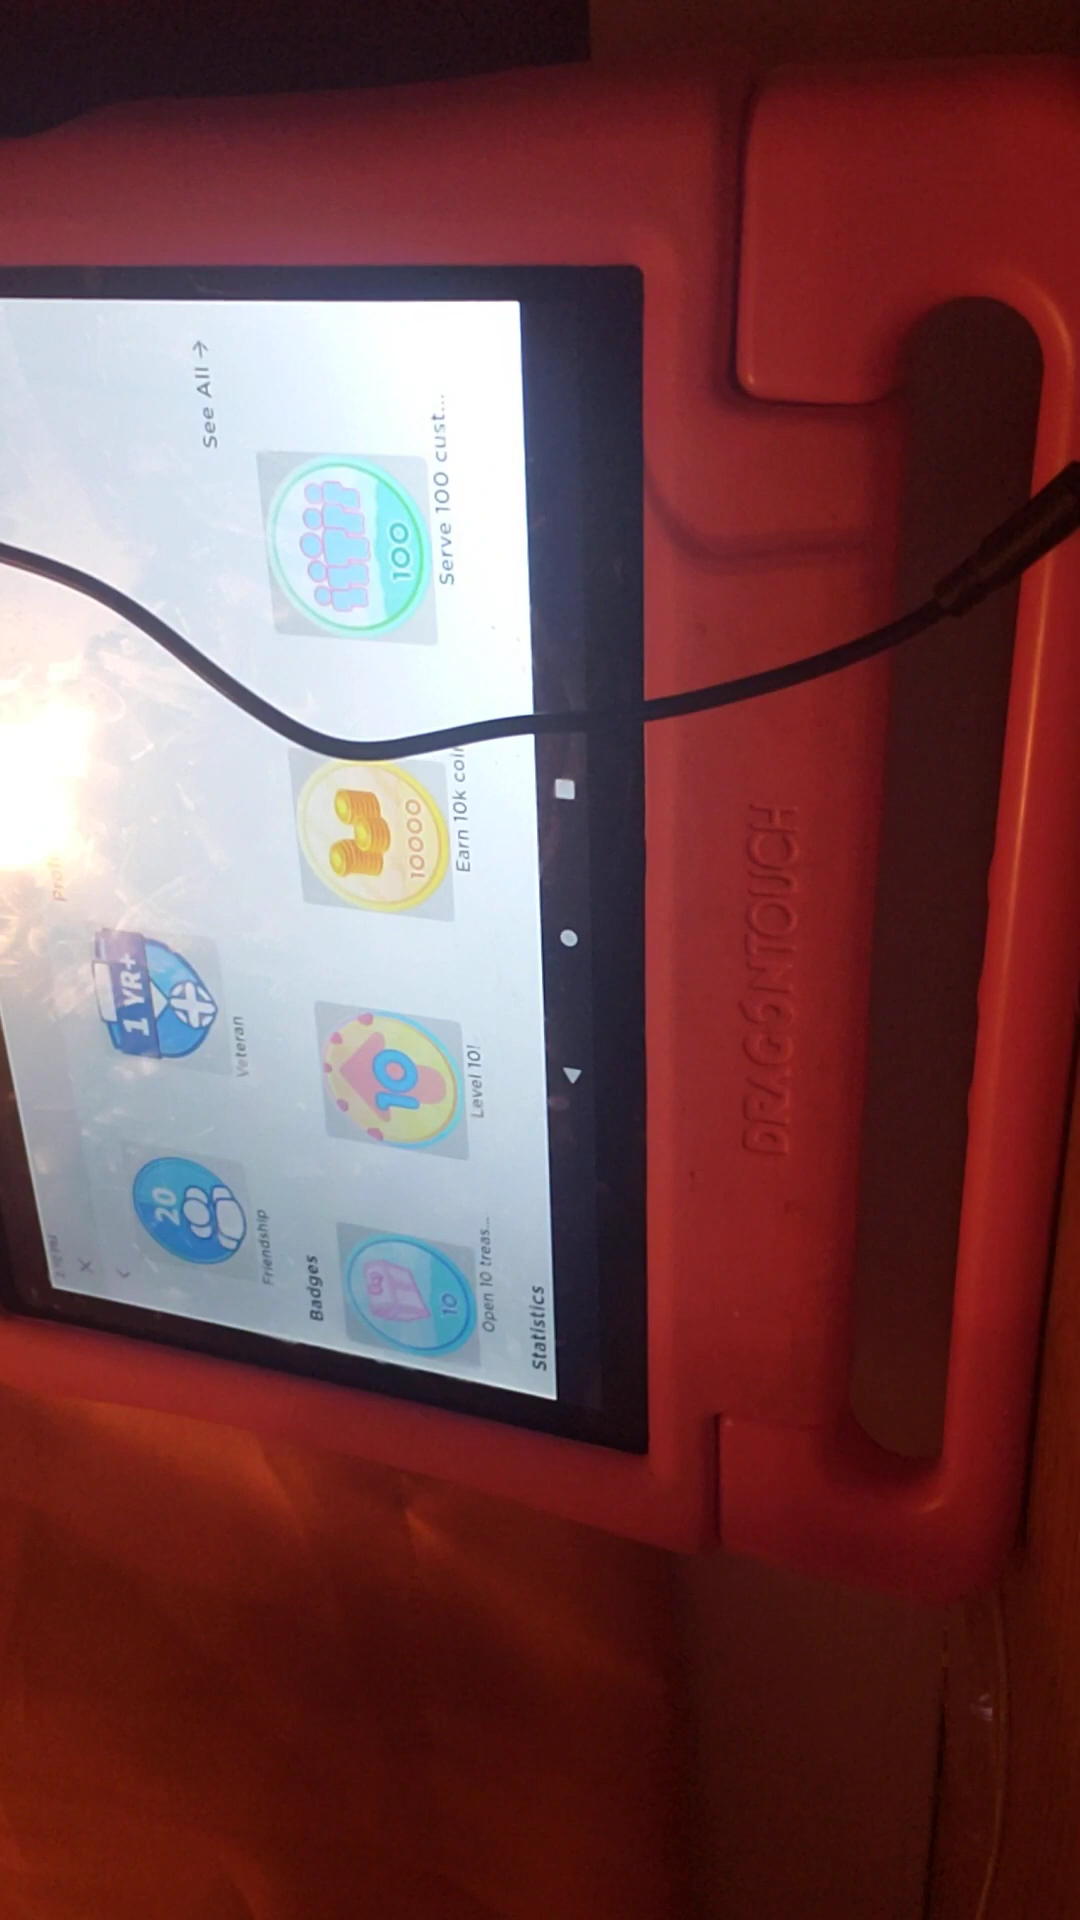 Profi
20
1 YR+
Friendship
Veteran
Badges
See All →
10
10
10000
100
Open 10 treas...
Level 10!
Earn 10k coi
Serve 100 cust...
Statistics
DRAGONTOUCH